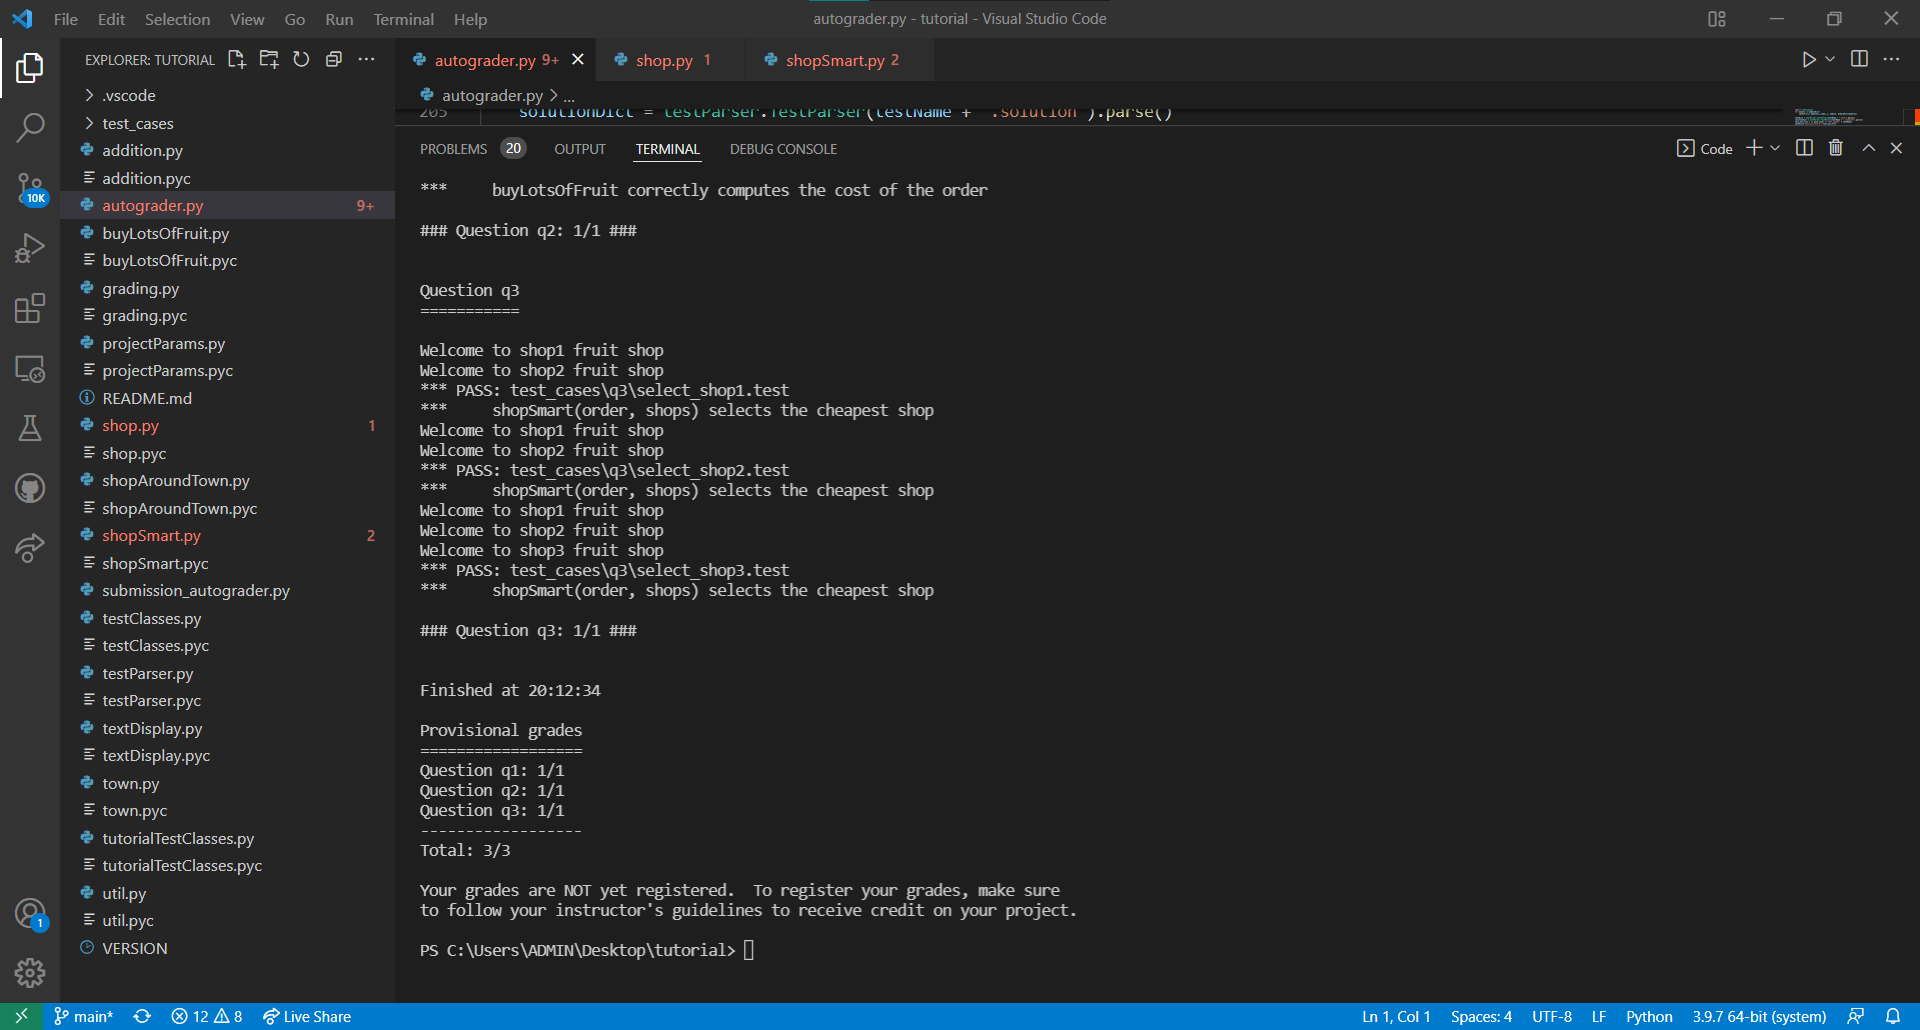 File Edit Selection View Go Run Terminal Help
autograder.py - tutorial - Visual Studio Code
EXPLORER: TUTORIAL
.vscode
test_cases
addition.py
addition.pyc
autograder.py 9+
buyLotsOfFruit.py
buyLotsOfFruit.pyc
grading.py
grading.pyc
projectParams.py
projectParams.pyc
README.md
shop.py 1
shop.pyc
shopAroundTown.py
shopAroundTown.pyc
shopSmart.py 2
shopSmart.pyc
submission_autograder.py
testClasses.py
testClasses.pyc
testParser.py
testParser.pyc
textDisplay.py
textDisplay.pyc
town.py
town.pyc
tutorialTestClasses.py
tutorialTestClasses.pyc
util.py
util.pyc
VERSION
10K
1
autograder.py 9+ shop.py 1 shopSmart.py 2
autograder.py > ...
205 solutionDict = testParser.TestParser(testName + '.solution').parse()
PROBLEMS 20 OUTPUT TERMINAL DEBUG CONSOLE
Code
*** buyLotsOfFruit correctly computes the cost of the order
### Question q2: 1/1 ###
Question q3
===========
Welcome to shop1 fruit shop
Welcome to shop2 fruit shop
*** PASS: test_cases\q3\select_shop1.test
*** shopSmart(order, shops) selects the cheapest shop
Welcome to shop1 fruit shop
Welcome to shop2 fruit shop
*** PASS: test_cases\q3\select_shop2.test
*** shopSmart(order, shops) selects the cheapest shop
Welcome to shop1 fruit shop
Welcome to shop2 fruit shop
Welcome to shop3 fruit shop
*** PASS: test_cases\q3\select_shop3.test
*** shopSmart(order, shops) selects the cheapest shop
### Question q3: 1/1 ###
Finished at 20:12:34
Provisional grades
==================
Question q1: 1/1
Question q2: 1/1
Question q3: 1/1
------------------
Total: 3/3
Your grades are NOT yet registered. To register your grades, make sure
to follow your instructor's guidelines to receive credit on your project.
PS C:\Users\ADMIN\Desktop\tutorial>
main* 12 8 Live Share
Ln 1, Col 1 Spaces: 4 UTF-8 LF Python 3.9.7 64-bit (system)